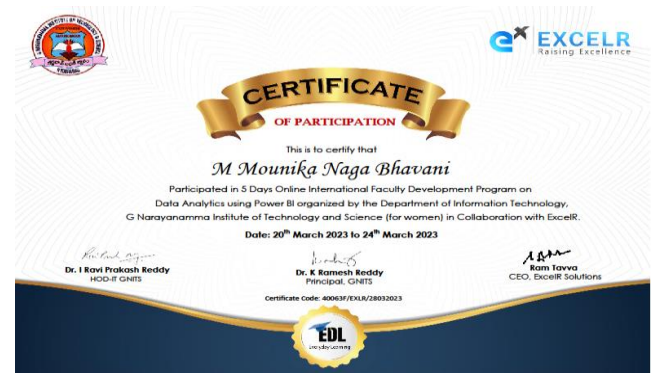 EXCELR
Raising Excellence
CERTIFICATE
OF PARTICIPATION
This is to certify that
M Mounika Naga Bhavani
Participated in 5 Days Online International Faculty Development Program on
Data Analytics using Power BI organized by the Department of Information Technology,
G Narayanamma Institute of Technology and Science (for women) in Collaboration with ExcelR.
Date: 20th March 2023 to 24th March 2023
Dr. I Ravi Prakash Reddy
HOD-IT GNITS
Dr. K Ramesh Reddy
Principal, GNITS
Ram Tavva
CEO, ExcelR Solutions
Certificate Code: 40063F/EXLR/28032023
EDL
Everyday Learning